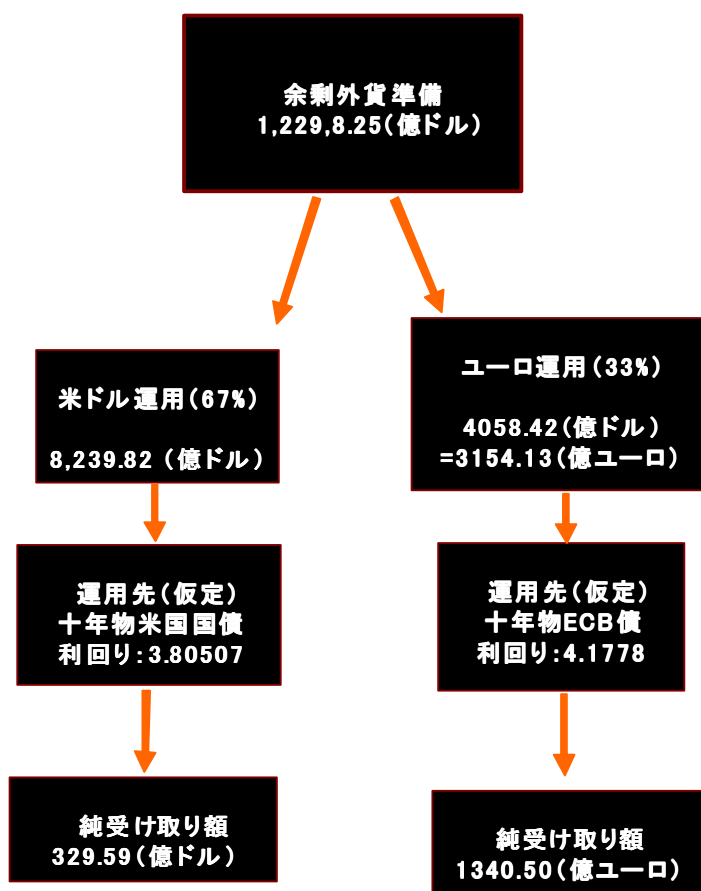 余剰外貨準備
1,229,8.25(億ドル)
米ドル運用(67%)
8,239.82 (億ドル)
ユーロ運用(33%)
4058.42(億ドル)
=3154.13(億ユーロ)
運用先(仮定)
十年物米国国債
利回り:3.80507
運用先(仮定)
十年物ECB債
利回り:4.1778
純受け取り額
329.59(億ドル)
純受け取り額
1340.50(億ユーロ)